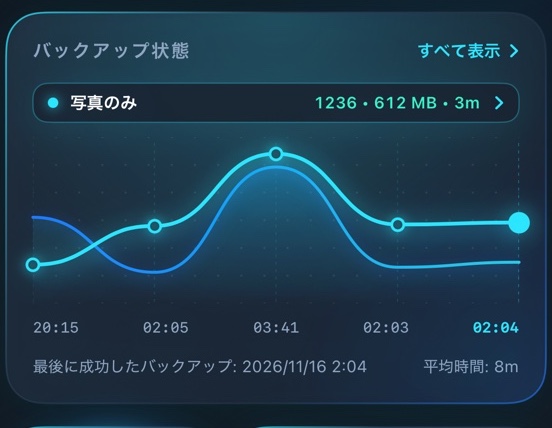 バックアップ状態 すべて表示
写真のみ 1236 • 612 MB • 3m
20:15 02:05 03:41 02:03 02:04
最後に成功したバックアップ: 2026/11/16 2:04 平均時間: 8m